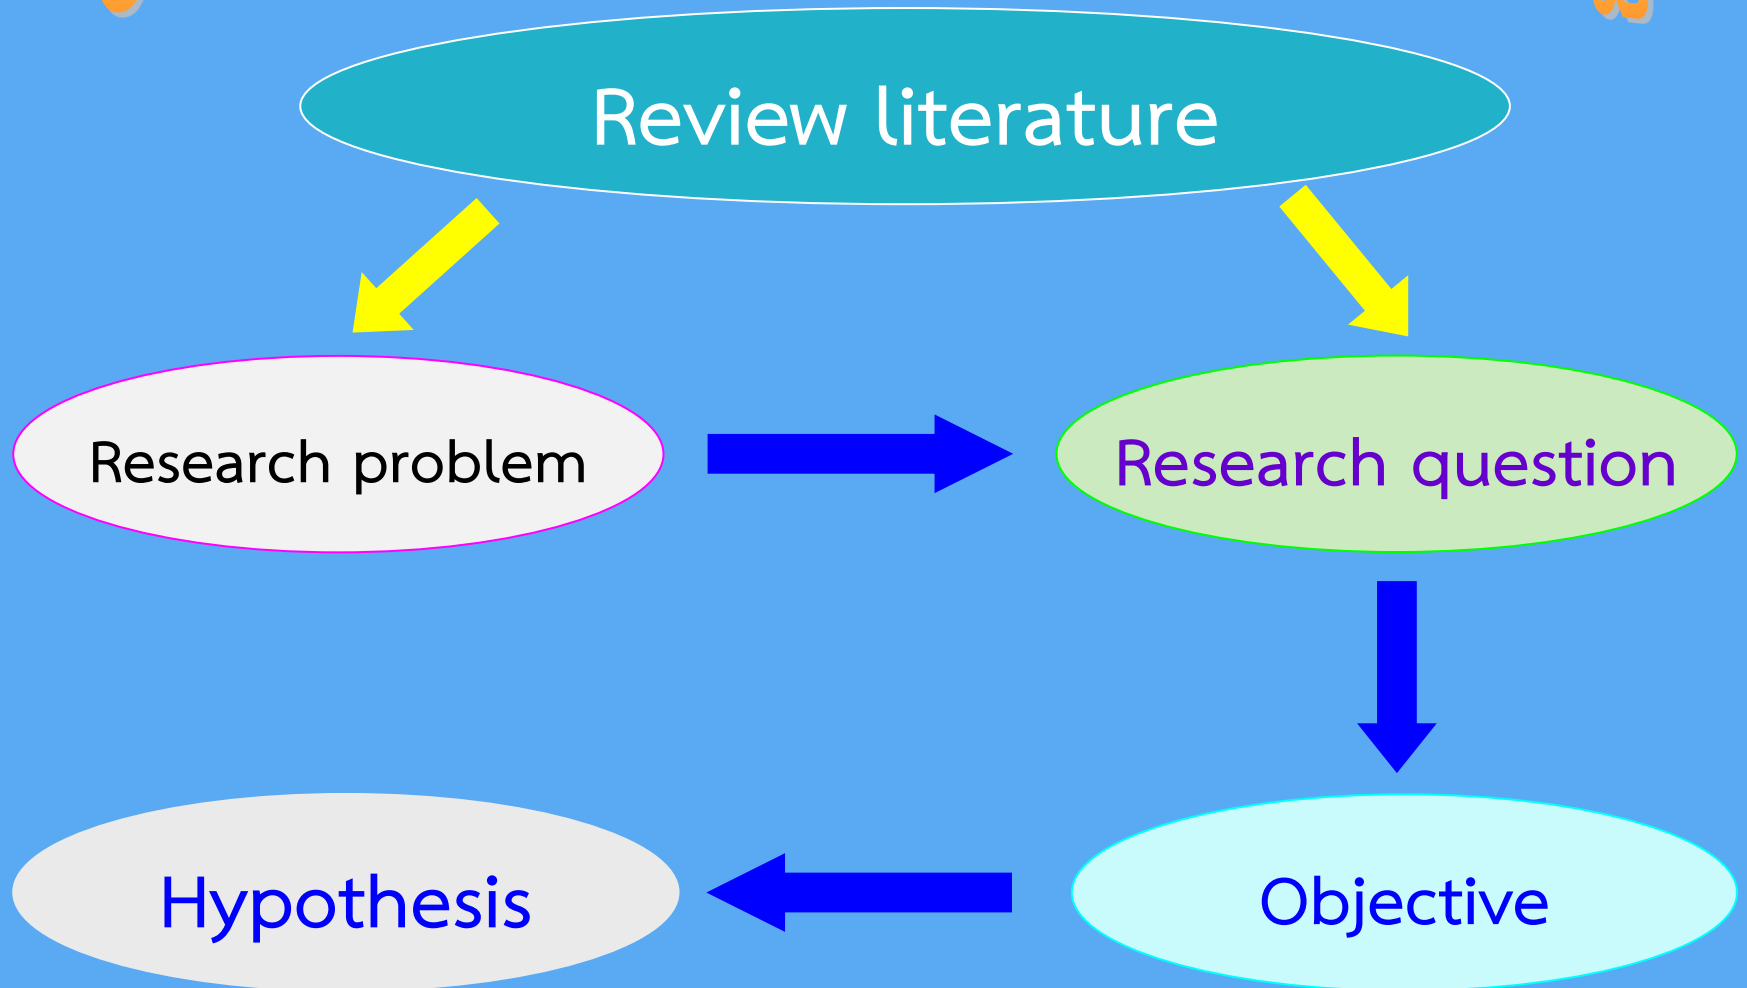 Review literature
Research problem
Research question
Hypothesis
Objective